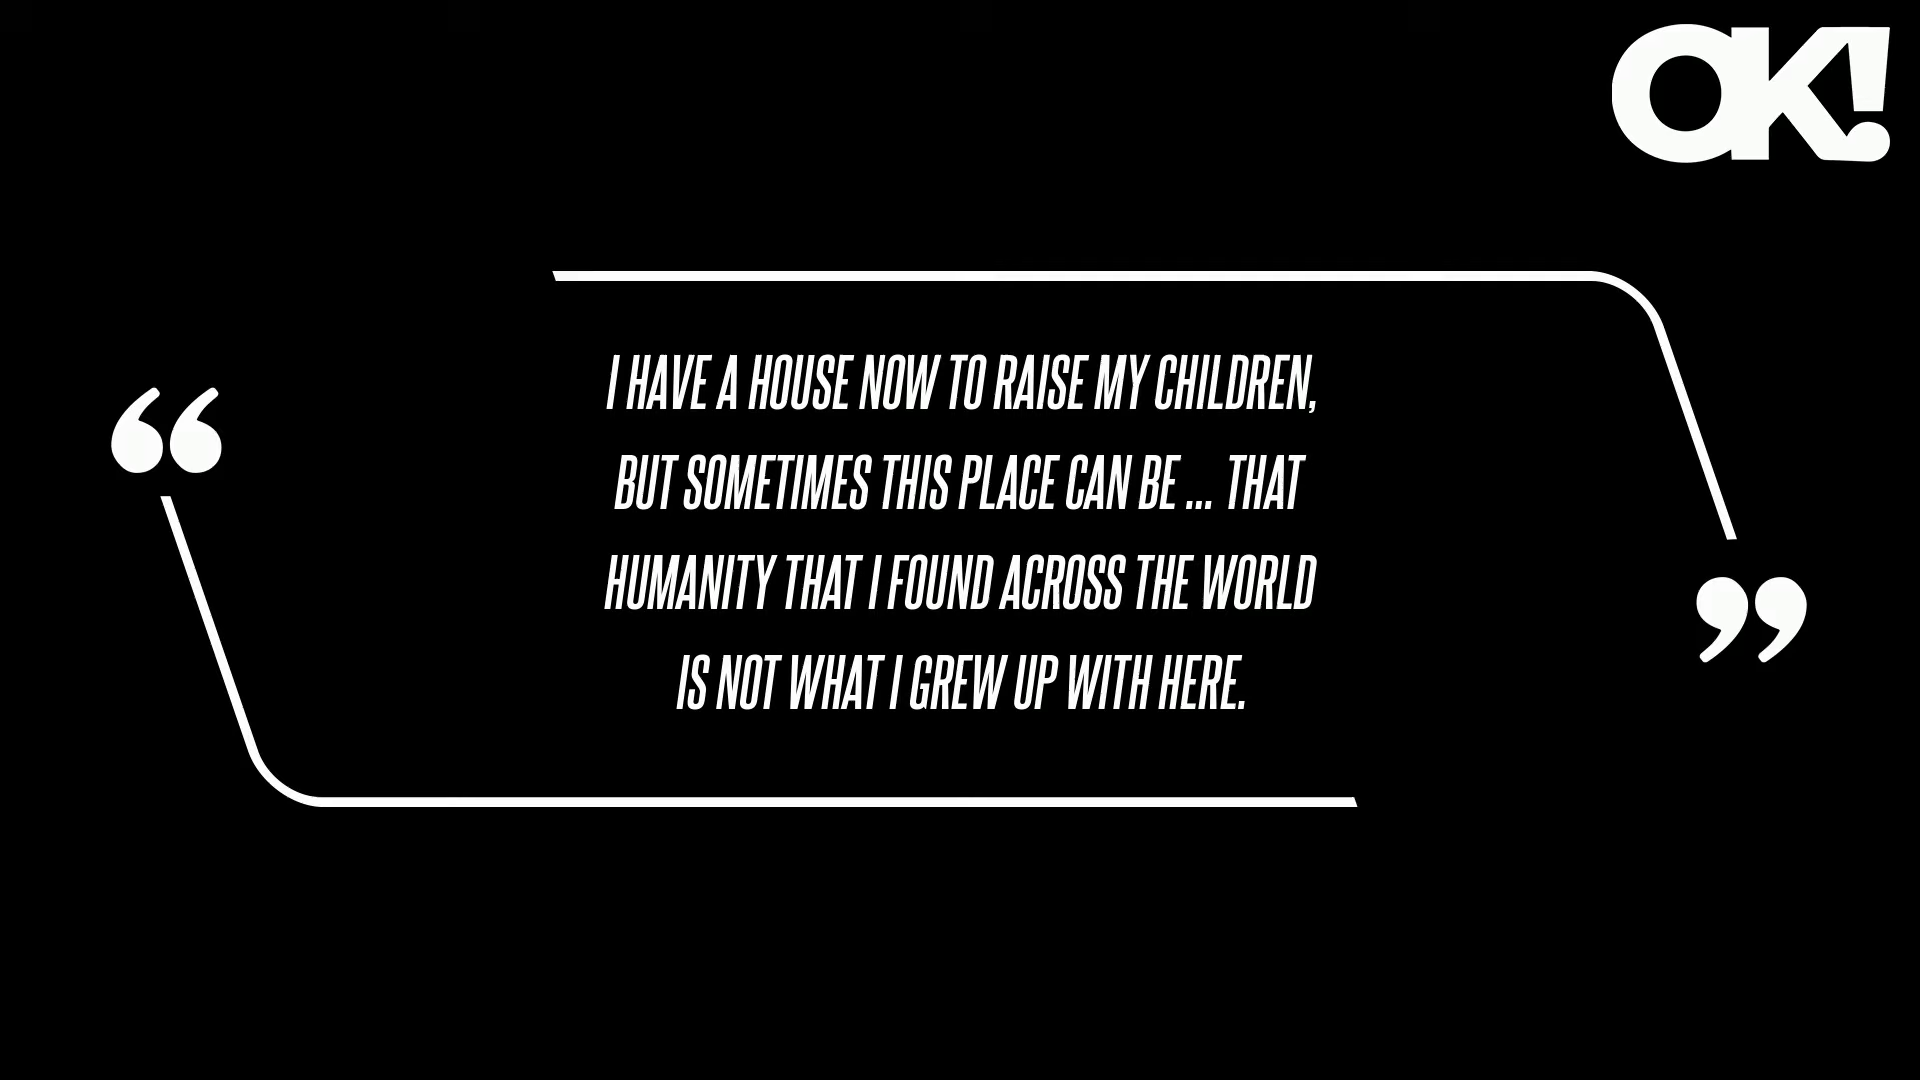 OK!
“
I HAVE A HOUSE NOW TO RAISE MY CHILDREN,
BUT SOMETIMES THIS PLACE CAN BE ... THAT
HUMANITY THAT I FOUND ACROSS THE WORLD
IS NOT WHAT I GREW UP WITH HERE.
”